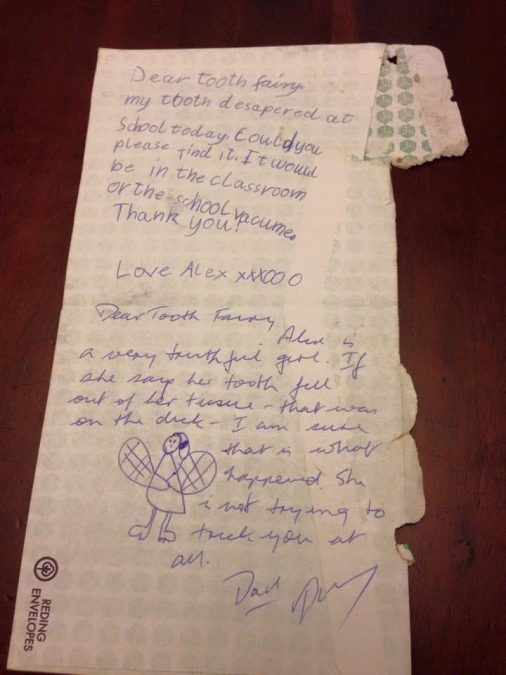 Dear tooth fairy.
my tooth desapered at
School today. Could you
please find it. It would
be in the classroom
or the school vacume.
Thank you!
Love Alex xxx000
Dear Tooth Fairy
Alex is
a very truthful girl. If
she says her tooth fell
out of her tissue - that was
on the desk - I am sure
that is what
happened She
is not trying to
trick you at
all.
Dad
REDING
ENVELOPES